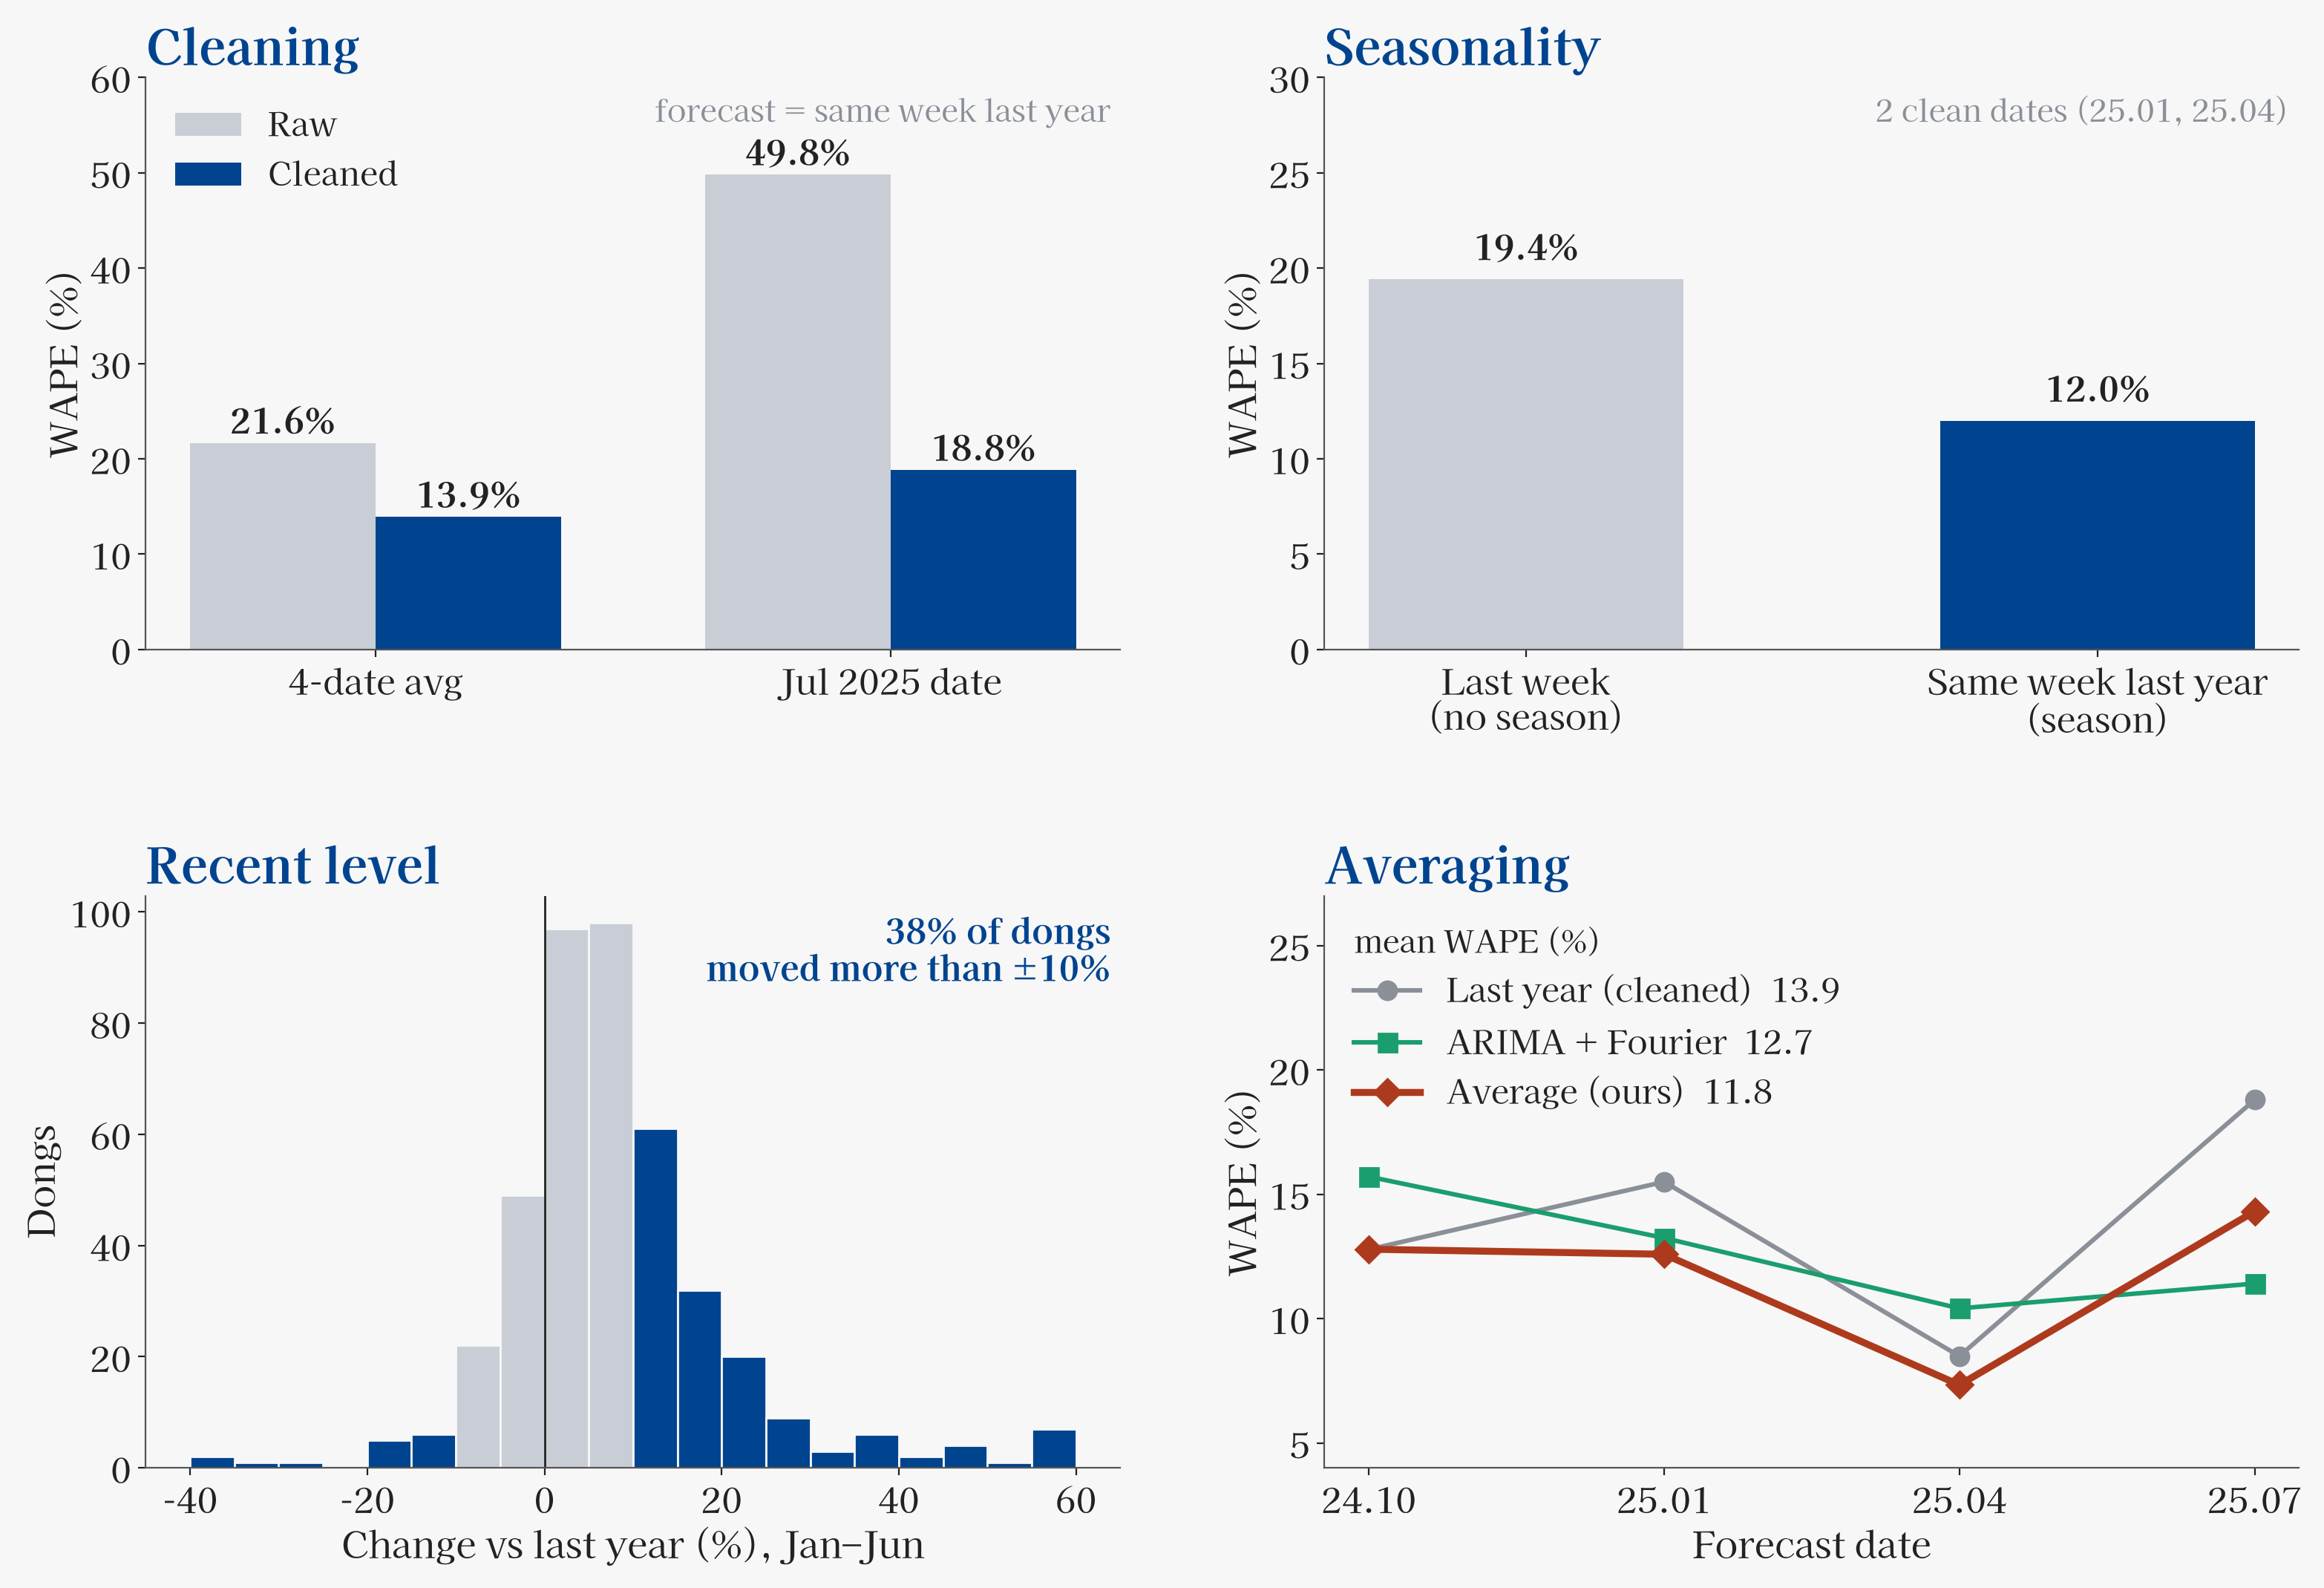 Cleaning
60
50
40
30
20
10
0
WAPE (%)
Raw
Cleaned
forecast = same week last year
21.6%
13.9%
49.8%
18.8%
4-date avg
Jul 2025 date
Seasonality
30
25
20
15
10
5
0
WAPE (%)
2 clean dates (25.01, 25.04)
19.4%
12.0%
Last week
(no season)
Same week last year
(season)
Recent level
100
80
60
40
20
0
Dongs
38% of dongs
moved more than ±10%
-40
-20
0
20
40
60
Change vs last year (%), Jan–Jun
Averaging
25
20
15
10
5
WAPE (%)
mean WAPE (%)
Last year (cleaned) 13.9
ARIMA + Fourier 12.7
Average (ours) 11.8
24.10
25.01
25.04
25.07
Forecast date